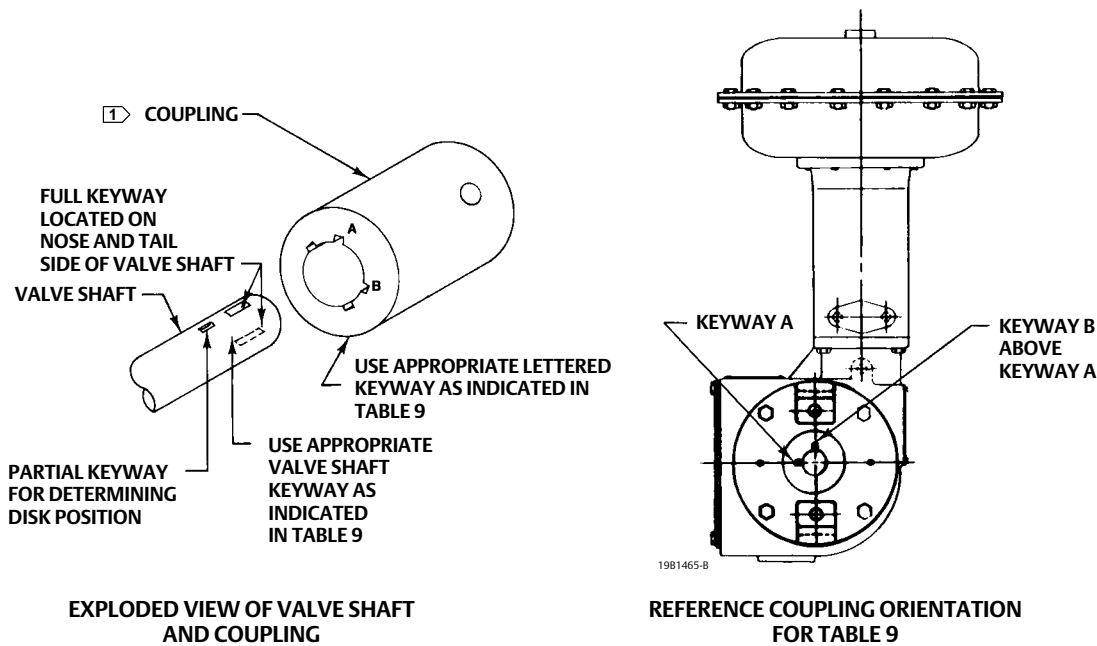 1 COUPLING
FULL KEYWAY
LOCATED ON
NOSE AND TAIL
SIDE OF VALVE SHAFT
VALVE SHAFT
A
B
USE APPROPRIATE LETTERED
KEYWAY AS INDICATED IN
TABLE 9
PARTIAL KEYWAY
FOR DETERMINING
DISK POSITION
USE APPROPRIATE
VALVE SHAFT
KEYWAY AS
INDICATED
IN TABLE 9
EXPLODED VIEW OF VALVE SHAFT
AND COUPLING
KEYWAY A
KEYWAY B
ABOVE
KEYWAY A
19B1465-B
REFERENCE COUPLING ORIENTATION
FOR TABLE 9